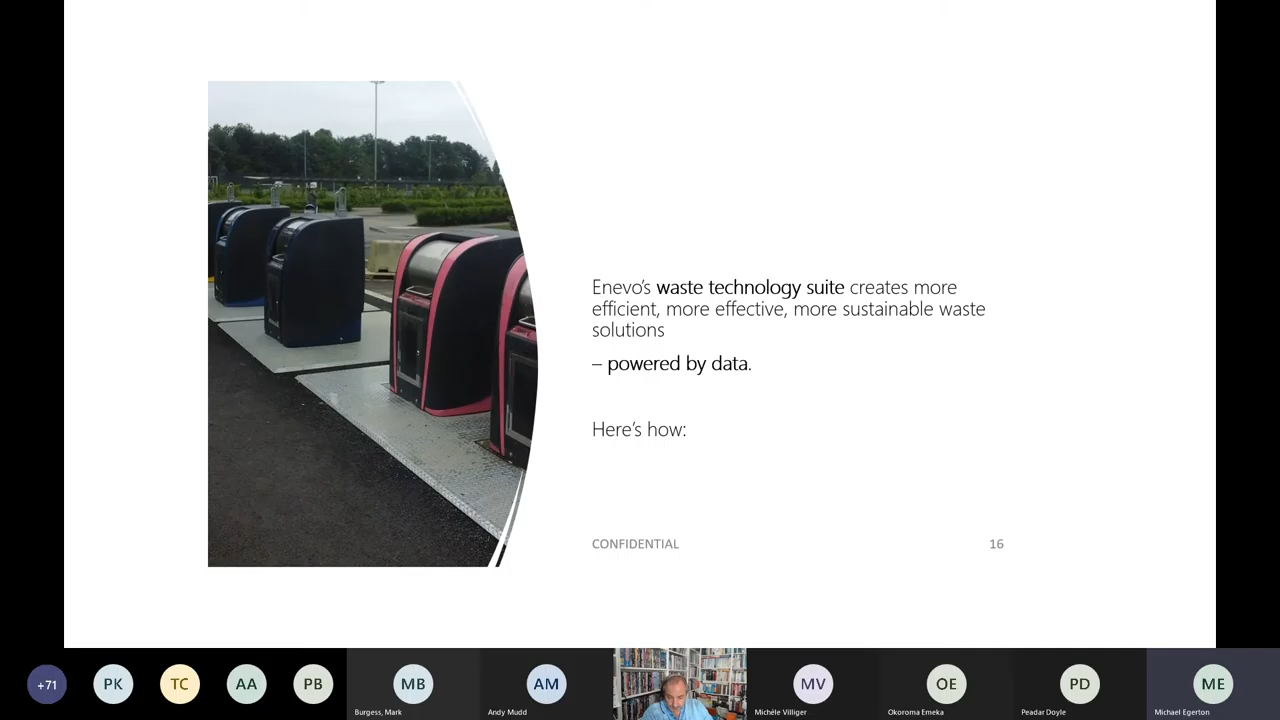 Enevo's waste technology suite creates more
efficient, more effective, more sustainable waste
solutions
– powered by data.
Here's how:
CONFIDENTIAL
16
+71
PK
TC
AA
PB
MB
AM
MV
OE
PD
ME
Burgess, Mark
Andy Mudd
Michéle Villiger
Okoroma Emeka
Peadar Doyle
Michael Egerton